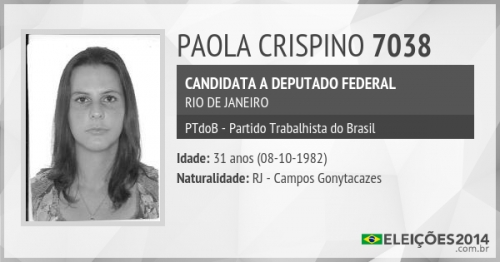 PAOLA CRISPINO 7038
CANDIDATA A DEPUTADO FEDERAL
RIO DE JANEIRO
PTdoB - Partido Trabalhista do Brasil
Idade: 31 anos (08-10-1982)
Naturalidade: RJ - Campos Gonytacazes
ELEIÇÕES2014
.com.br